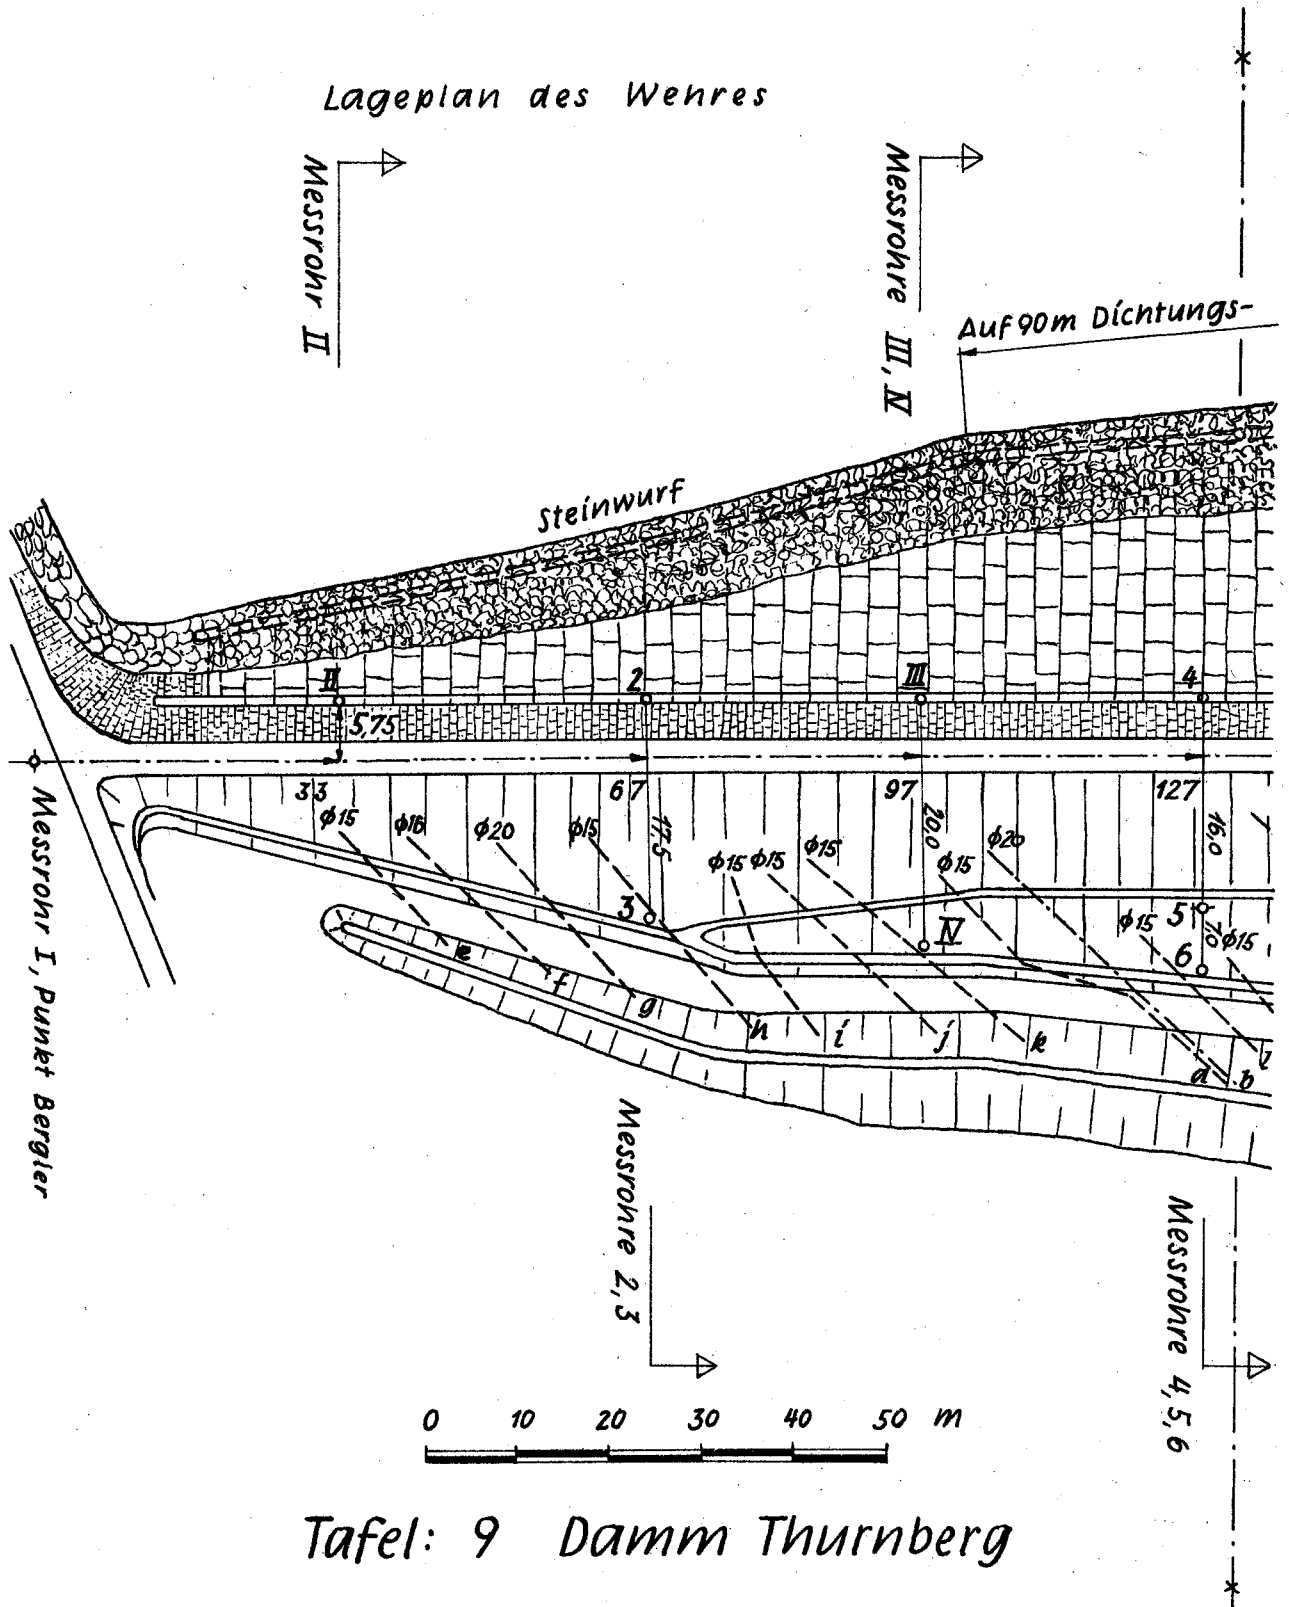 Lageplan des Wehres
Messrohr II
Messrohre III, IV
Auf 90m Dichtungs-
Steinwurf
II
2
III
4
5,75
33
67
97
127
φ15
φ16
φ20
φ15
17,5
φ15
φ15
φ15
20,0
φ15
φ20
16,0
3
IV
5
φ15
7,0
φ15
6
e
f
g
h
i
j
k
d
b
l
Messrohr I, Punkt Bergler
Messrohre 2,3
Messrohre 4,5,6
0 10 20 30 40 50 m
Tafel: 9 Damm Thurnberg